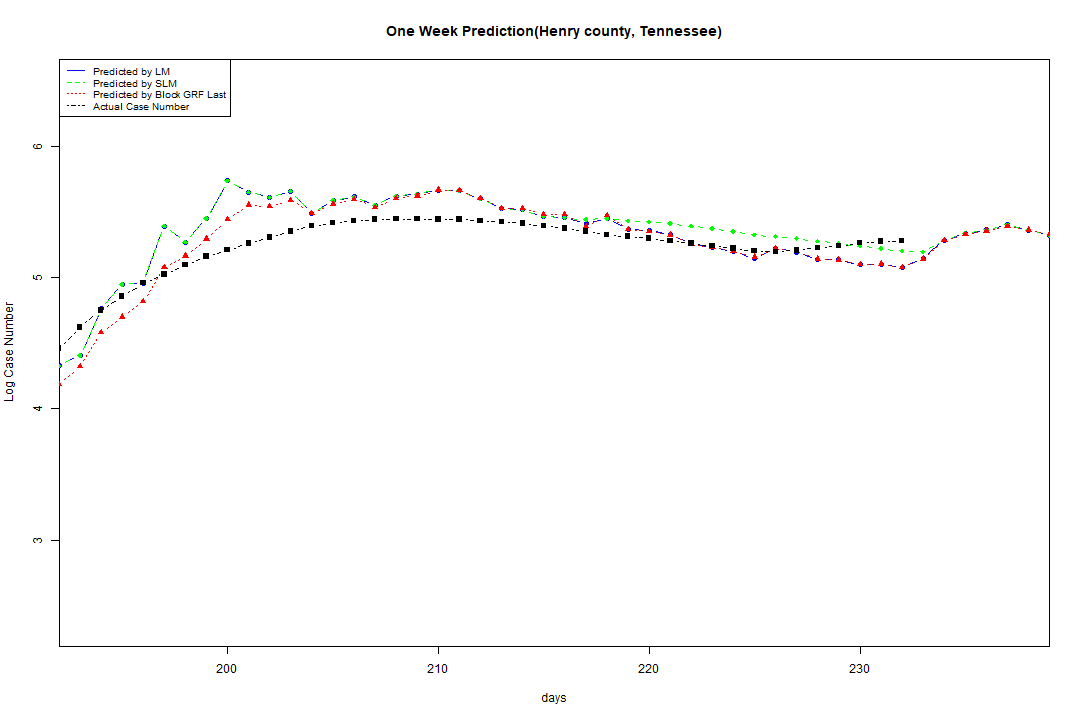 One Week Prediction(Henry county, Tennessee)
Predicted by LM
Predicted by SLM
Predicted by Block GRF Last
Actual Case Number
6
5
4
3
Log Case Number
200 210 220 230
days